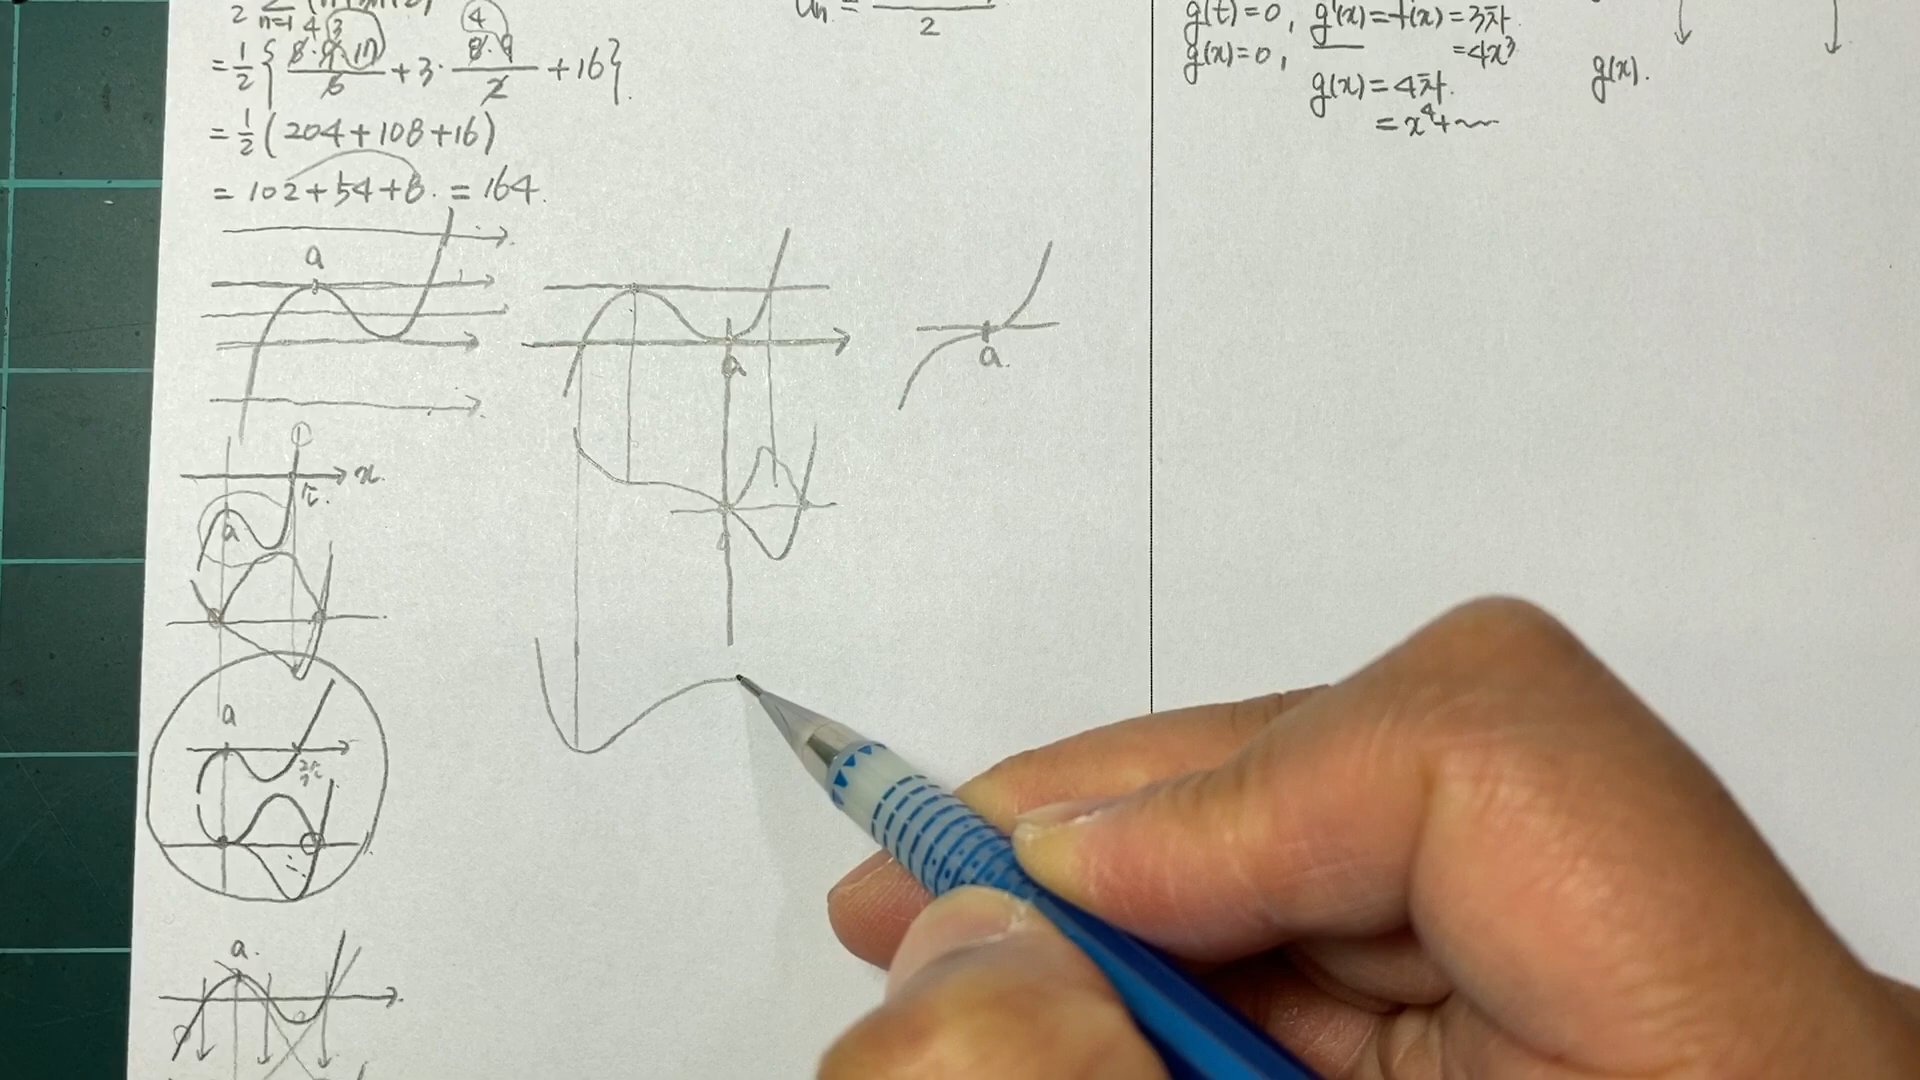 = 1/2 { 8·9·17/6 + 3· 8·9/2 + 16 }.
= 1/2 (204+108+16)
= 102+54+8. = 164.
2
g(t)=0, g'(x)=f(x)=3차.
=4x³
g(x)=0,
g(x)=4차.
= x⁴+~
g(x).
a
a
a.
x.
a
a
a.